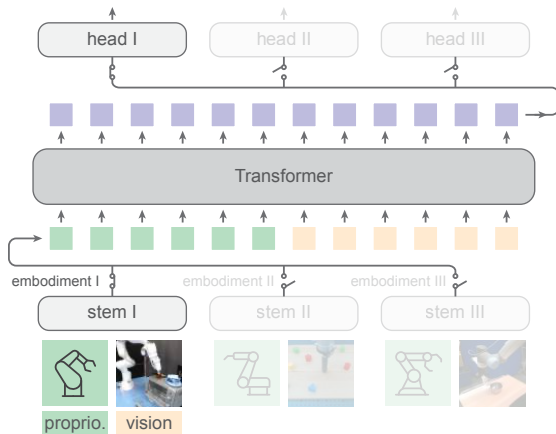 head I head II head III
Transformer
embodiment I embodiment II embodiment III
stem I stem II stem III
proprio. vision